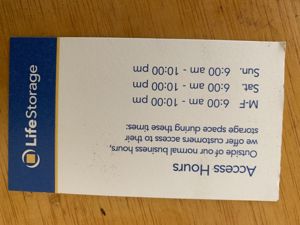 Access Hours
Outside of our normal business hours,
we offer customers access to their
storage space during these times:
M-F 6:00 am - 10:00 pm
Sat. 6:00 am - 10:00 pm
Sun. 6:00 am - 10:00 pm
LifeStorage